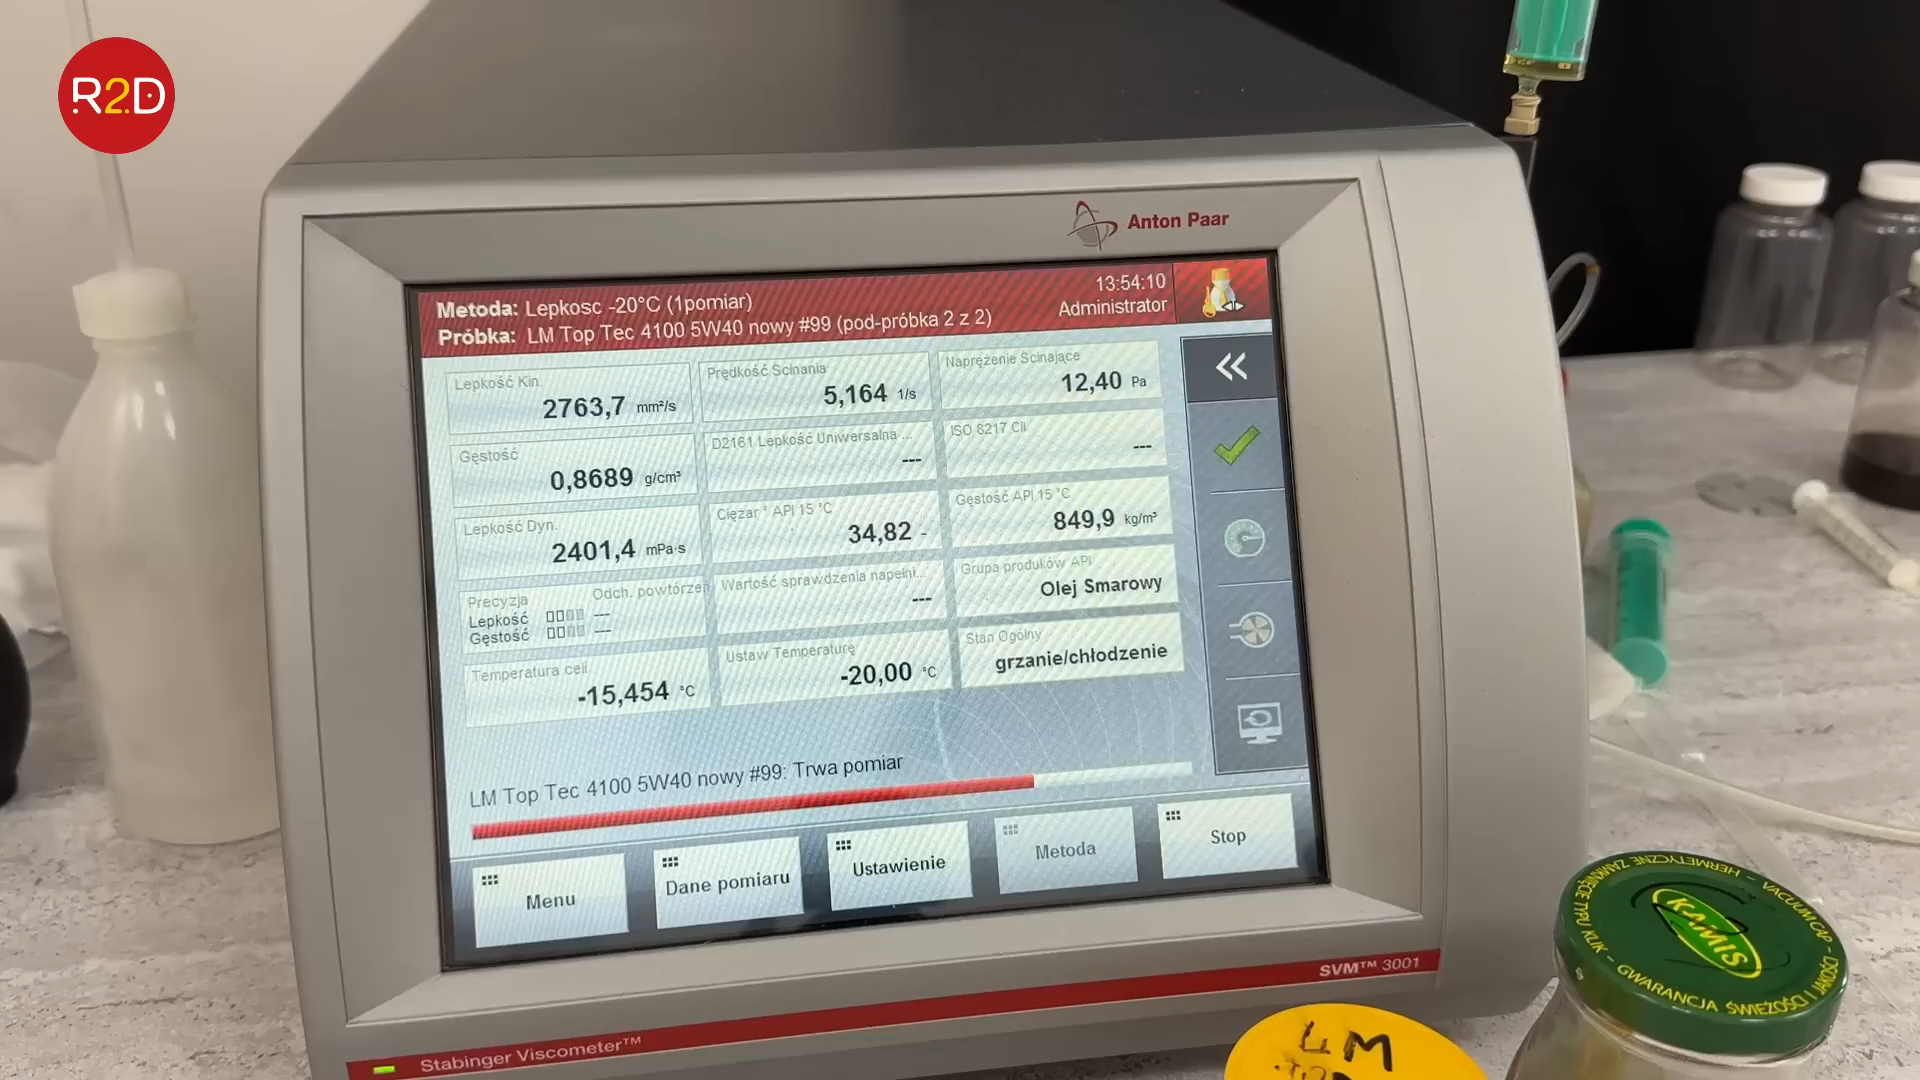 R2D
Anton Paar
Metoda: Lepkosc -20°C (1pomiar)
13:54:10
Próbka: LM Top Tec 4100 5W40 nowy #99 (pod-próbka 2 z 2)
Administrator
Lepkość Kin.
2763,7 mm²/s
Prędkość Scinania
5,164 1/s
Naprężenie Scinające
12,40 Pa
Gęstość
0,8689 g/cm³
D2161 Lepkość Uniwersalna ...
---
ISO 8217 CII
---
Lepkość Dyn.
2401,4 mPa·s
Ciężar ° API 15 °C
34,82 -
Gęstość API 15 °C
849,9 kg/m³
Precyzja Odch. powtórzen
Lepkość ---
Gęstość ---
Wartość sprawdzenia napełni...
---
Grupa produków API
Olej Smarowy
Temperatura celi
-15,454 °C
Ustaw Temperaturę
-20,00 °C
Stan Ogólny
grzanie/chłodzenie
LM Top Tec 4100 5W40 nowy #99: Trwa pomiar
Menu
Dane pomiaru
Ustawienie
Metoda
Stop
SVM™ 3001
Stabinger Viscometer™
KAMIS
HERMETYCZNE ZAMKNIĘCIE TYPU KLIK - GWARANCJA ŚWIEŻOŚCI I JAKOŚCI
VACUUM CAP -
LM